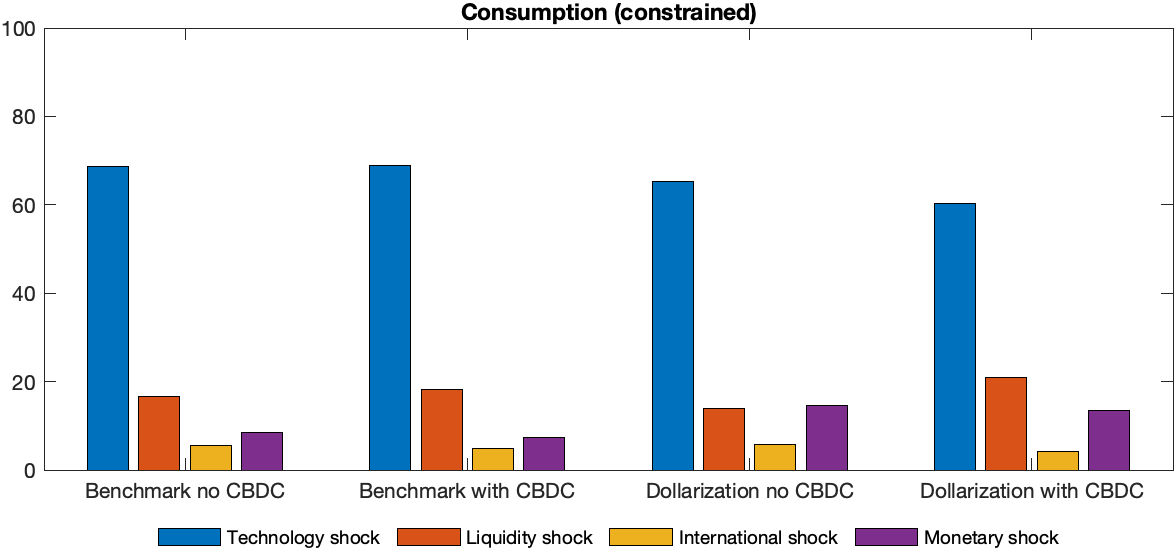 Consumption (constrained)
100
80
60
40
20
0
Benchmark no CBDC Benchmark with CBDC Dollarization no CBDC Dollarization with CBDC
Technology shock Liquidity shock International shock Monetary shock